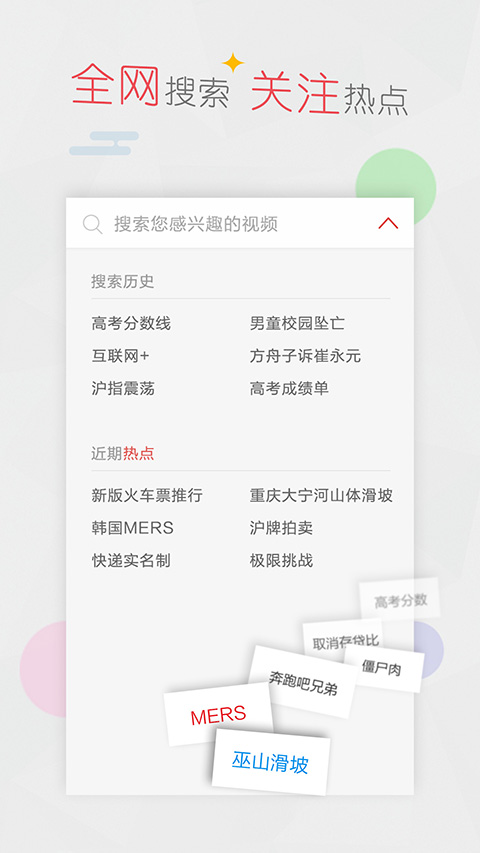 全网搜索 关注热点
搜索您感兴趣的视频
搜索历史
高考分数线 男童校园坠亡
互联网+ 方舟子诉崔永元
沪指震荡 高考成绩单
近期热点
新版火车票推行 重庆大宁河山体滑坡
韩国MERS 沪牌拍卖
快递实名制 极限挑战
高考分数
取消存贷比
僵尸肉
奔跑吧兄弟
MERS
巫山滑坡